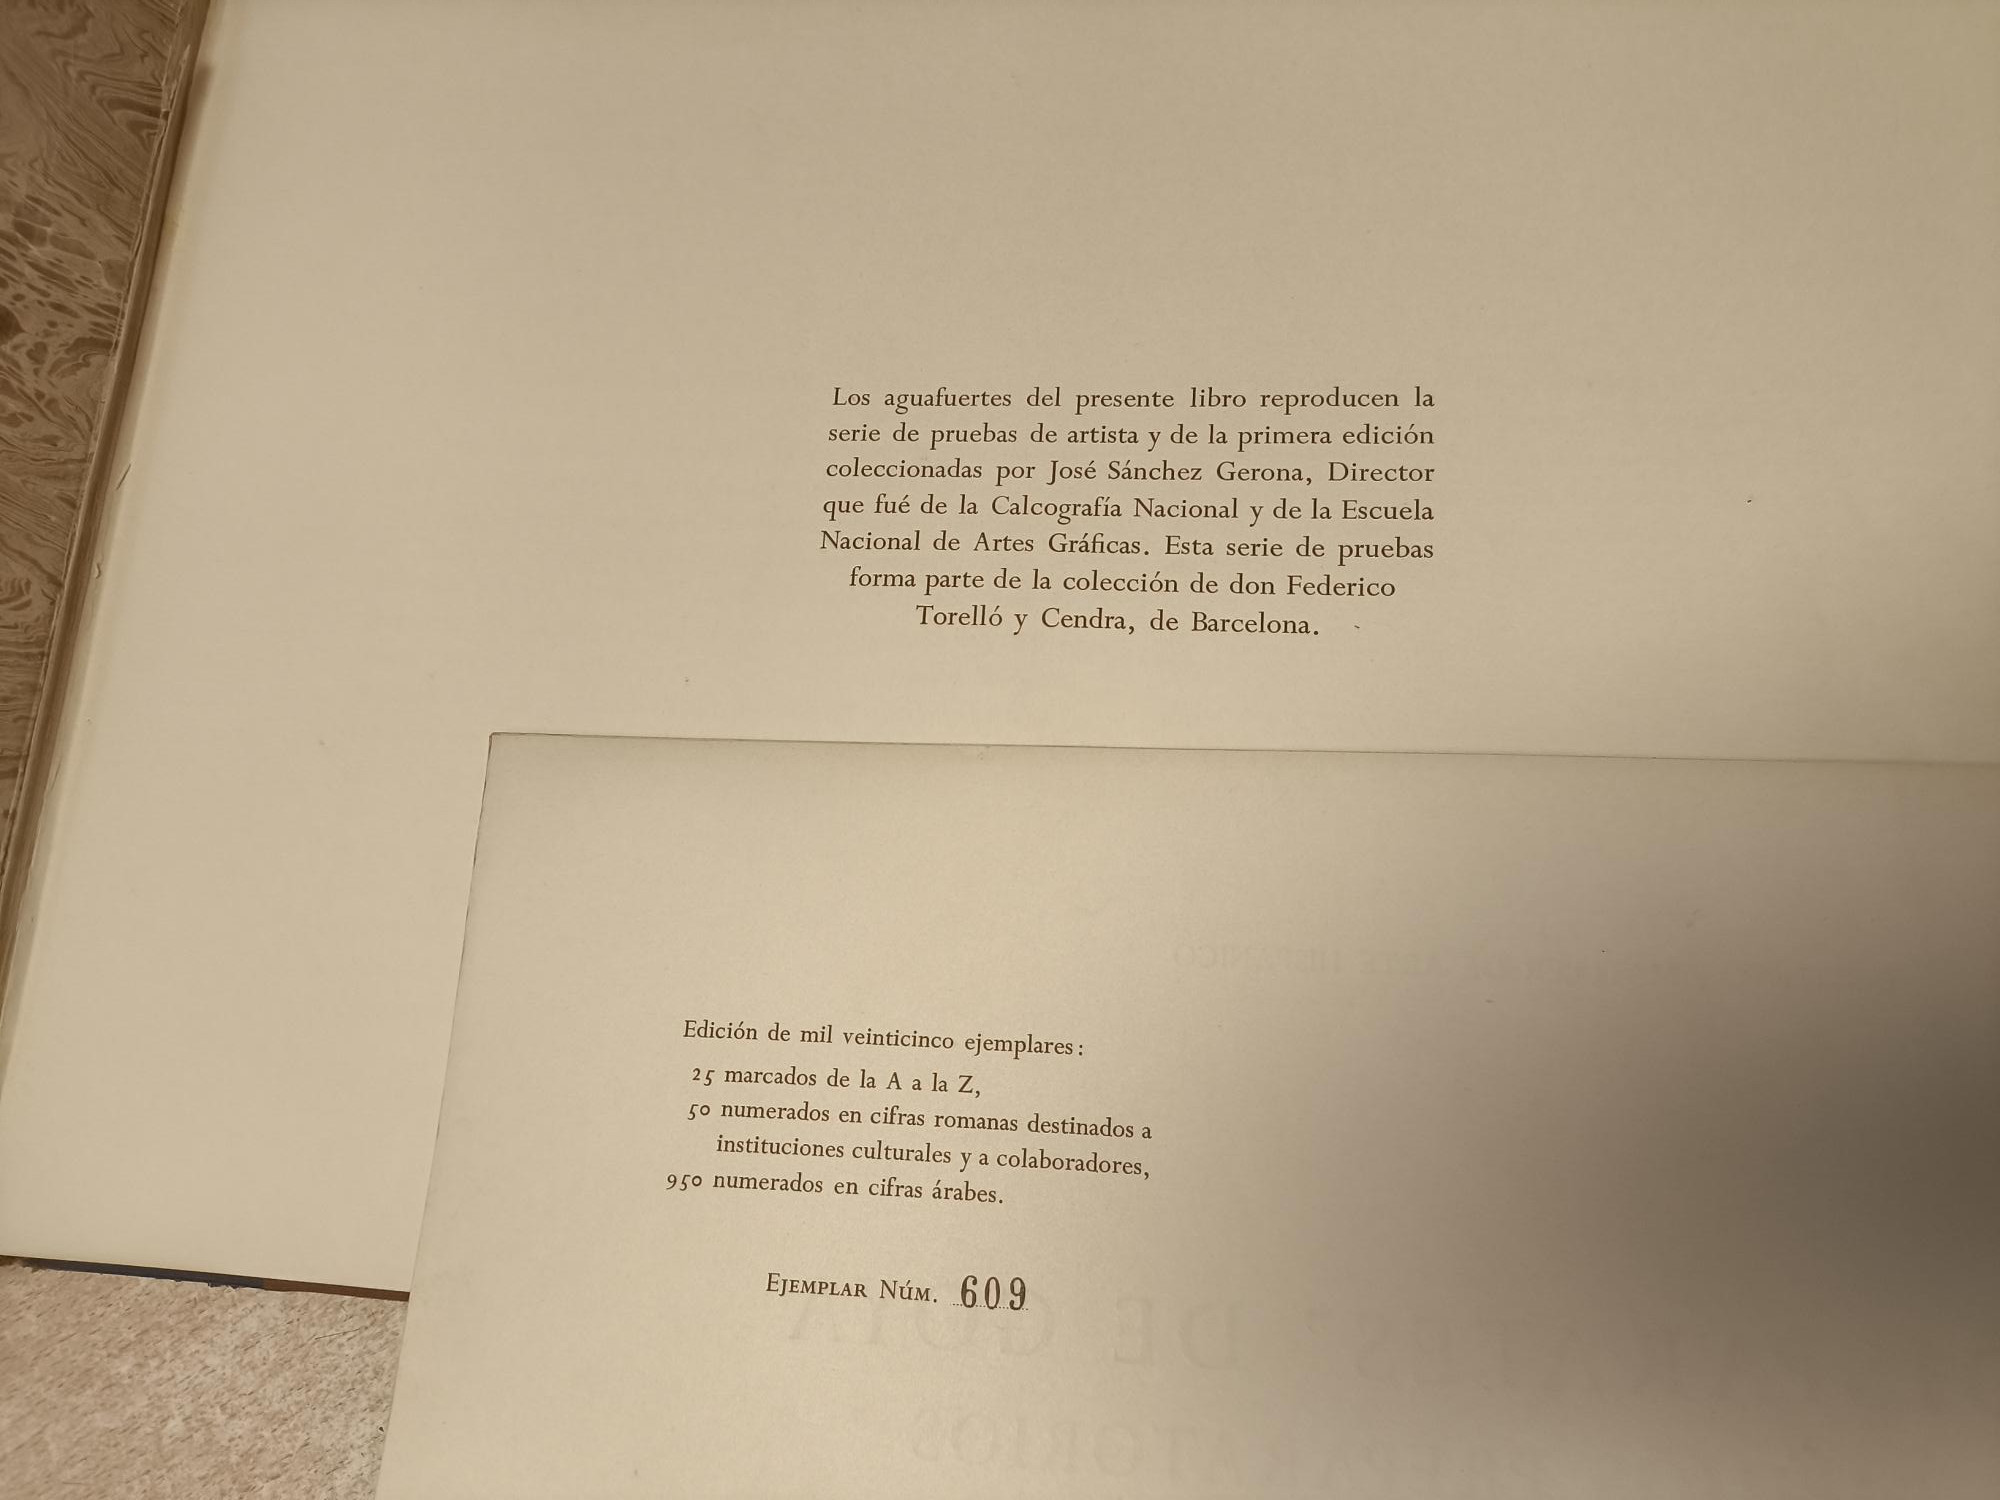 Los aguafuertes del presente libro reproducen la
serie de pruebas de artista y de la primera edición
coleccionadas por José Sánchez Gerona, Director
que fué de la Calcografía Nacional y de la Escuela
Nacional de Artes Gráficas. Esta serie de pruebas
forma parte de la colección de don Federico
Torelló y Cendra, de Barcelona.
Edición de mil veinticinco ejemplares:
25 marcados de la A a la Z,
50 numerados en cifras romanas destinados a
instituciones culturales y a colaboradores,
950 numerados en cifras árabes.
Ejemplar Núm. 609